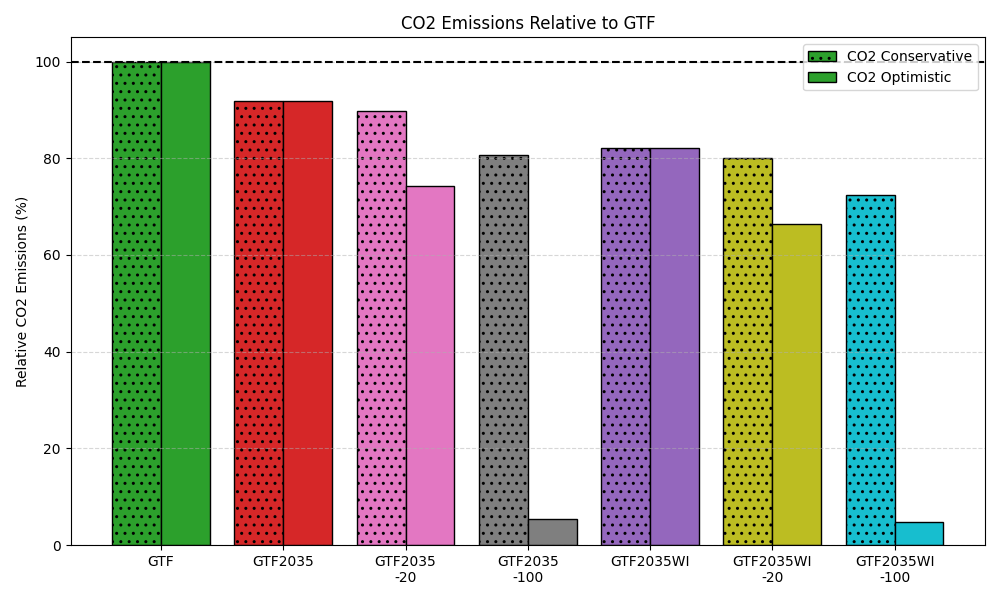 CO2 Emissions Relative to GTF
Relative CO2 Emissions (%)
100
80
60
40
20
0
CO2 Conservative
CO2 Optimistic
GTF
GTF2035
GTF2035
-20
GTF2035
-100
GTF2035WI
GTF2035WI
-20
GTF2035WI
-100